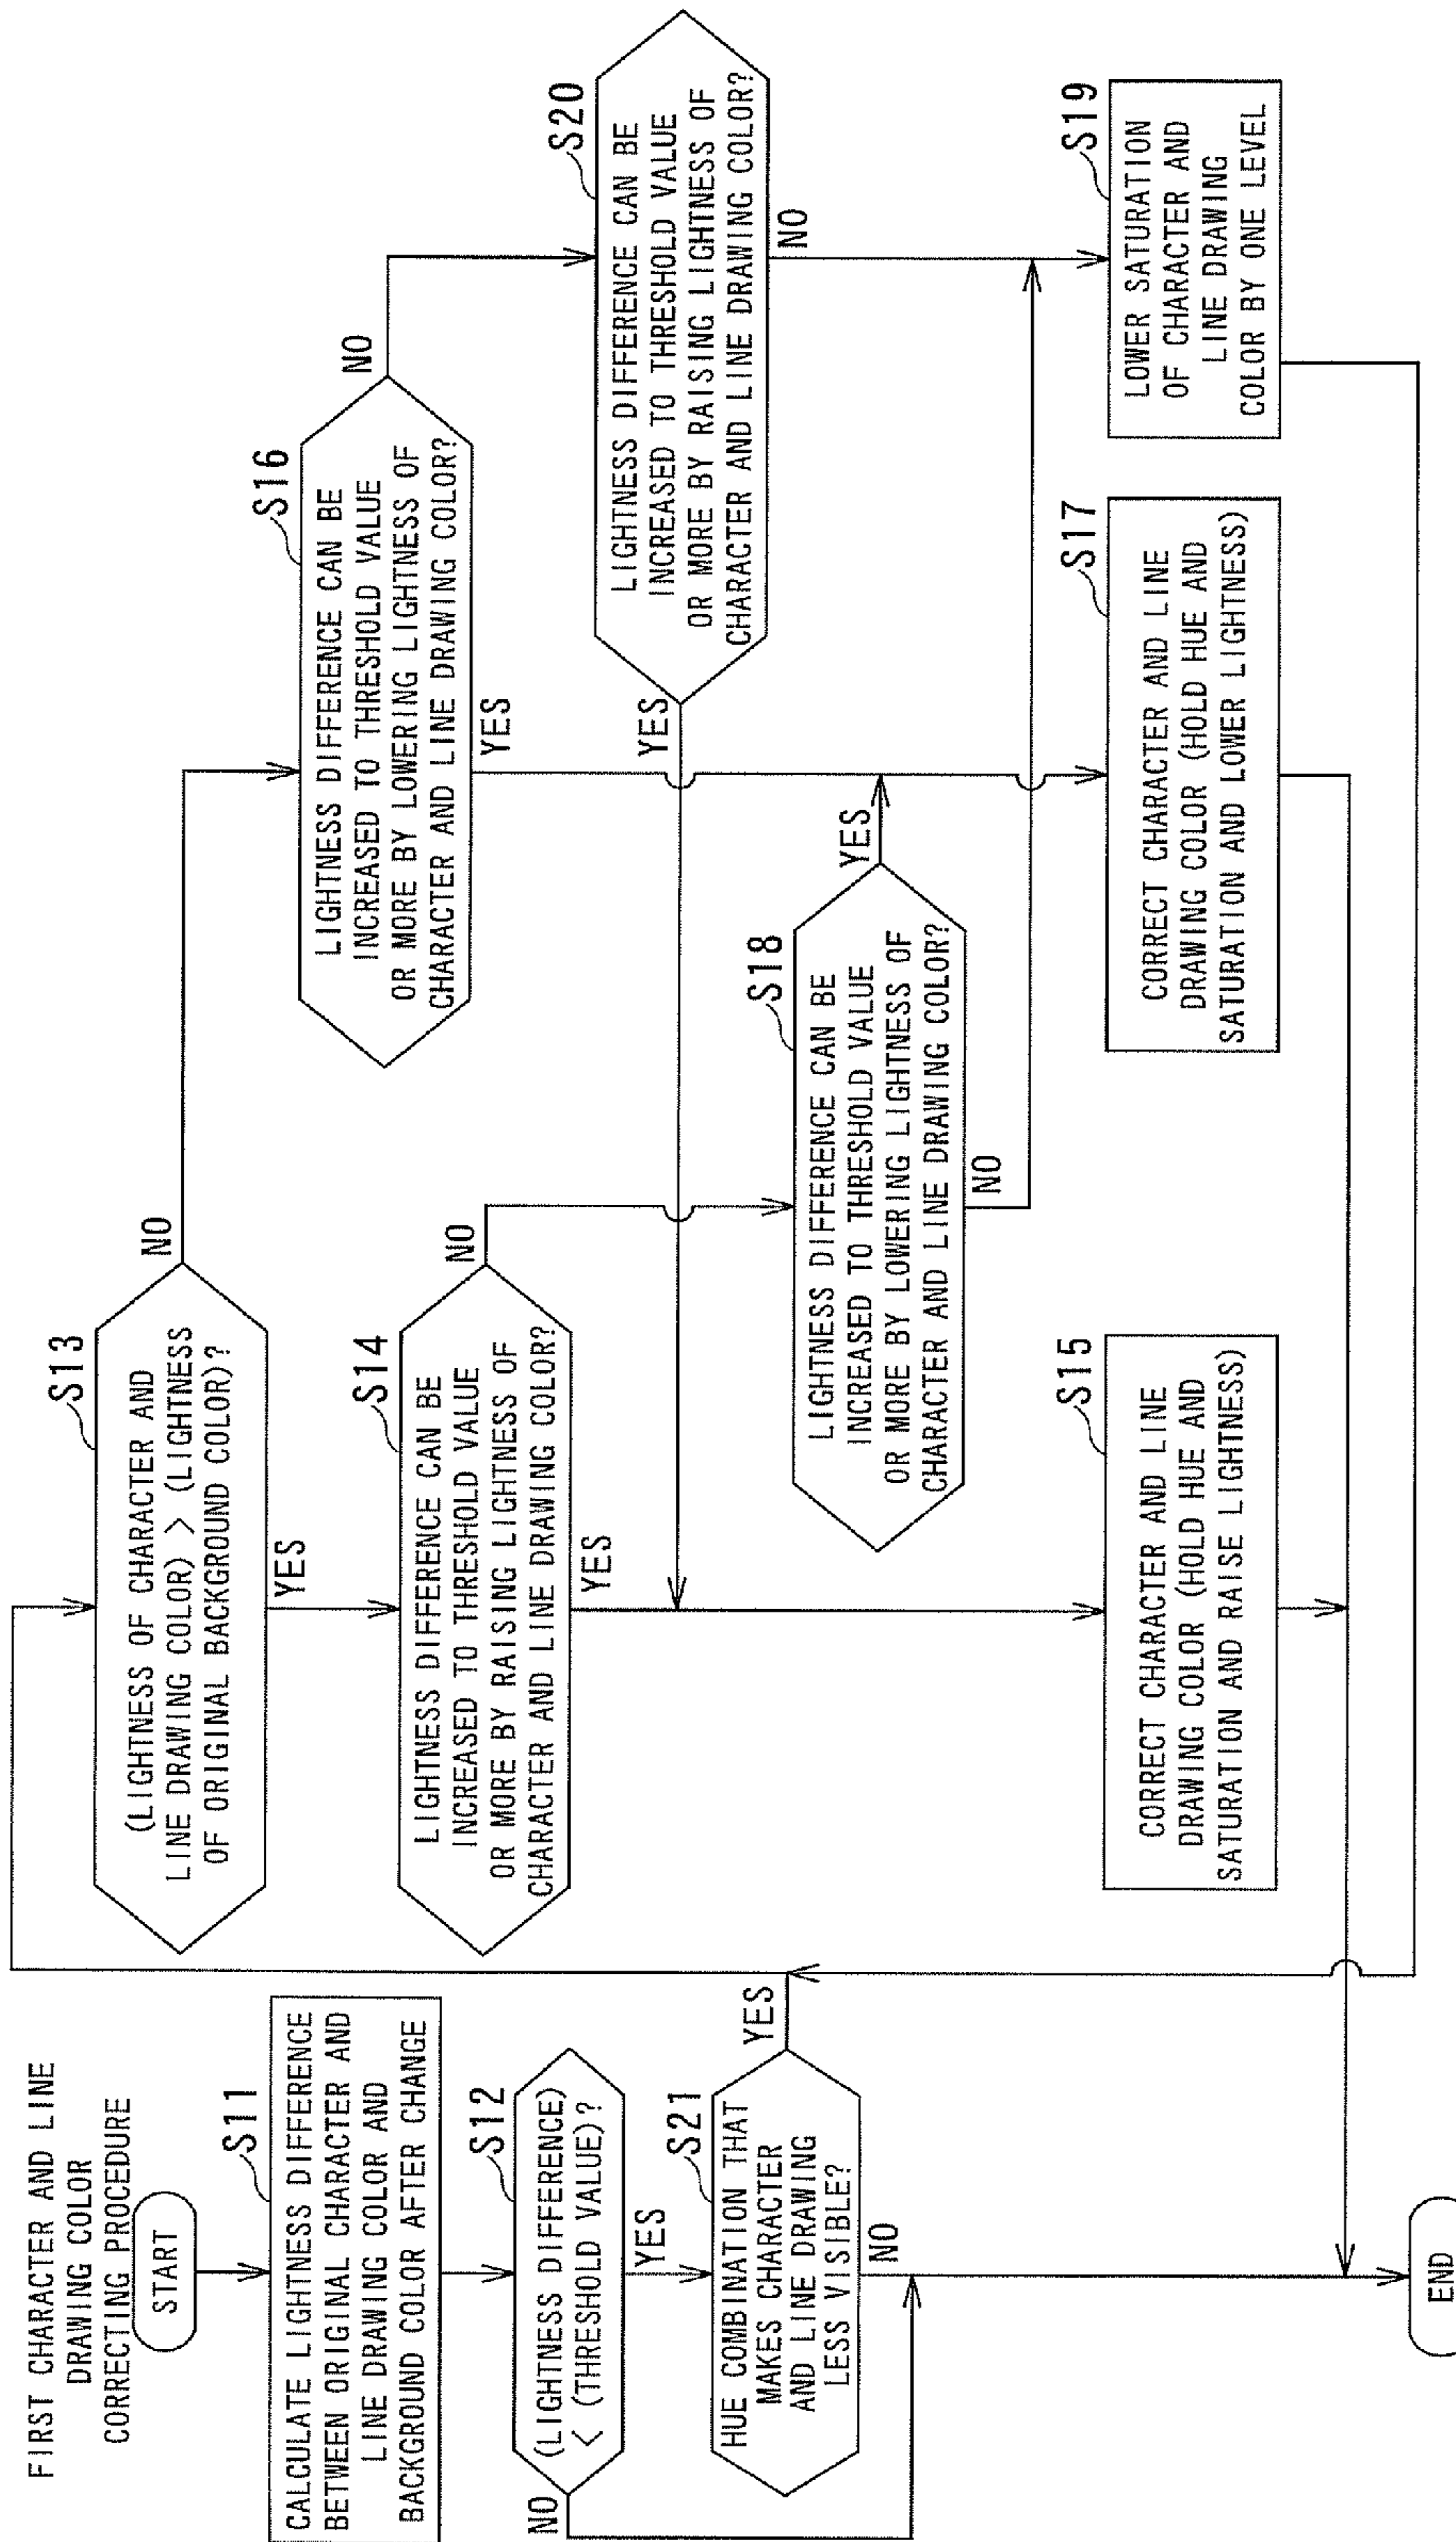 FIRST CHARACTER AND LINE
DRAWING COLOR
CORRECTING PROCEDURE
START
S11
CALCULATE LIGHTNESS DIFFERENCE
BETWEEN ORIGINAL CHARACTER AND
LINE DRAWING COLOR AND
BACKGROUND COLOR AFTER CHANGE
S12
(LIGHTNESS DIFFERENCE)
< (THRESHOLD VALUE)?
NO
YES
S21
HUE COMBINATION THAT
MAKES CHARACTER
AND LINE DRAWING
LESS VISIBLE?
YES
NO
END
S13
(LIGHTNESS OF CHARACTER AND
LINE DRAWING COLOR) > (LIGHTNESS
OF ORIGINAL BACKGROUND COLOR)?
NO
YES
S14
LIGHTNESS DIFFERENCE CAN BE
INCREASED TO THRESHOLD VALUE
OR MORE BY RAISING LIGHTNESS OF
CHARACTER AND LINE DRAWING COLOR?
NO
YES
S15
CORRECT CHARACTER AND LINE
DRAWING COLOR (HOLD HUE AND
SATURATION AND RAISE LIGHTNESS)
S16
LIGHTNESS DIFFERENCE CAN BE
INCREASED TO THRESHOLD VALUE
OR MORE BY LOWERING LIGHTNESS OF
CHARACTER AND LINE DRAWING COLOR?
NO
YES
S18
LIGHTNESS DIFFERENCE CAN BE
INCREASED TO THRESHOLD VALUE
OR MORE BY LOWERING LIGHTNESS OF
CHARACTER AND LINE DRAWING COLOR?
YES
NO
S17
CORRECT CHARACTER AND LINE
DRAWING COLOR (HOLD HUE AND
SATURATION AND LOWER LIGHTNESS)
S20
LIGHTNESS DIFFERENCE CAN BE
INCREASED TO THRESHOLD VALUE
OR MORE BY RAISING LIGHTNESS OF
CHARACTER AND LINE DRAWING COLOR?
YES
NO
S19
LOWER SATURATION
OF CHARACTER AND
LINE DRAWING
COLOR BY ONE LEVEL